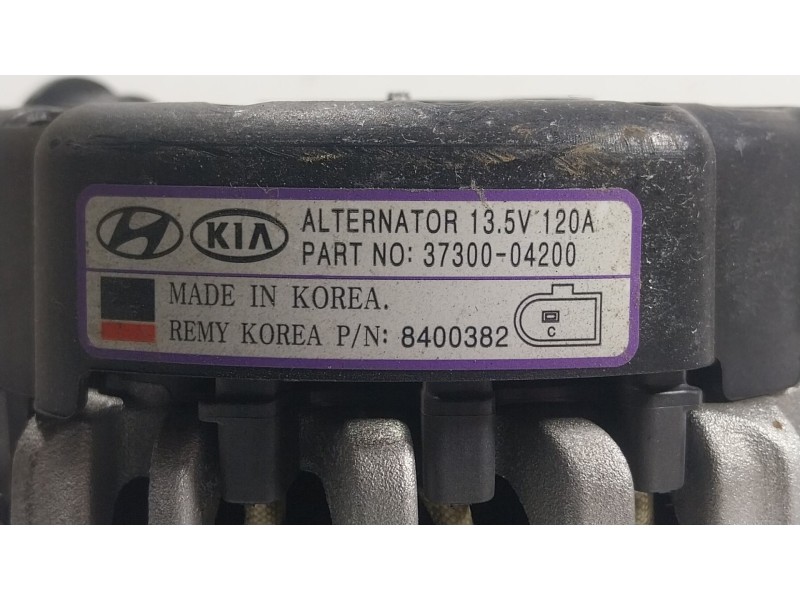 KIA ALTERNATOR 13.5V 120A
PART NO: 37300-04200
MADE IN KOREA.
REMY KOREA P/N: 8400382
C